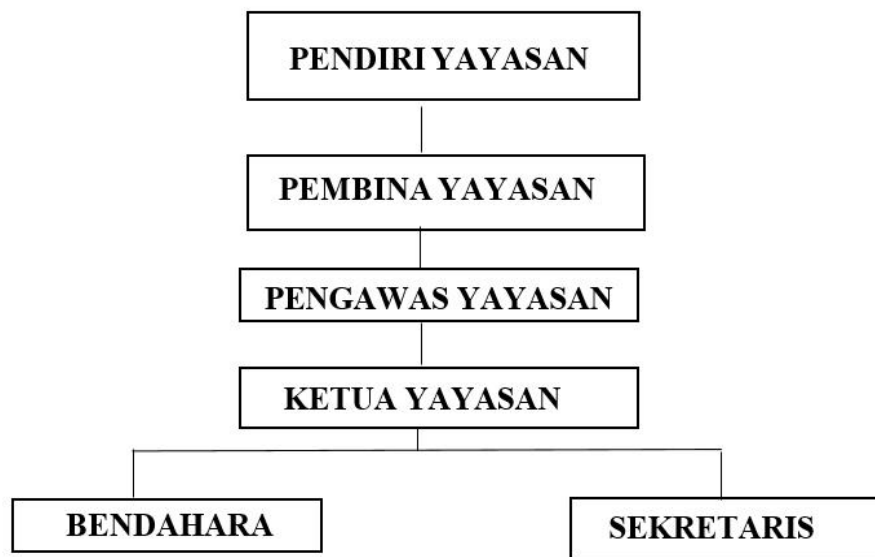 PENDIRI YAYASAN
PEMBINA YAYASAN
PENGAWAS YAYASAN
KETUA YAYASAN
BENDAHARA
SEKRETARIS